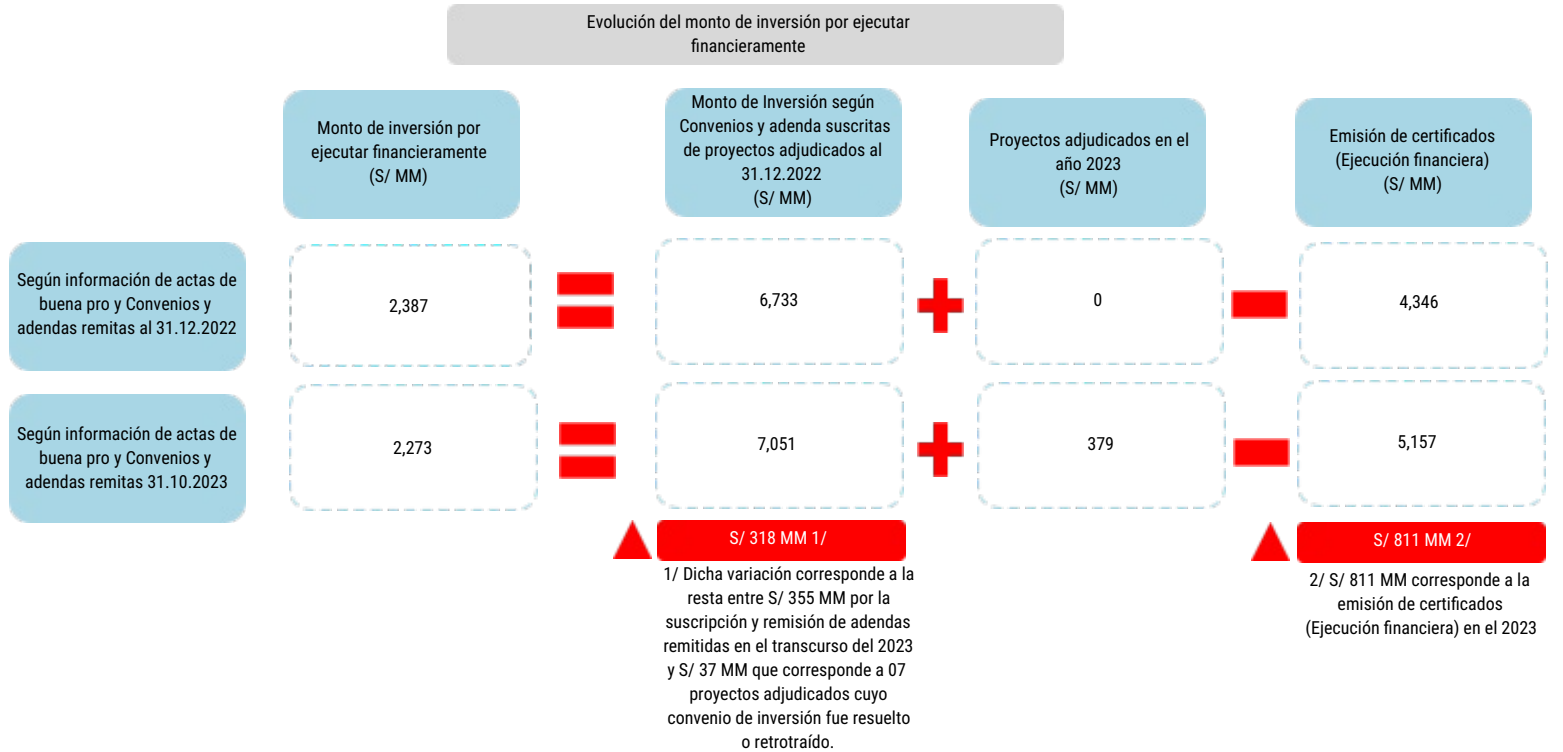 Evolución del monto de inversión por ejecutar
financieramente
Monto de inversión por
ejecutar financieramente
(S/ MM)
Monto de Inversión según
Convenios y adenda suscritas
de proyectos adjudicados al
31.12.2022
(S/ MM)
Proyectos adjudicados en el
año 2023
(S/ MM)
Emisión de certificados
(Ejecución financiera)
(S/ MM)
Según información de actas de
buena pro y Convenios y
adendas remitas al 31.12.2022
2,387
6,733
0
4,346
Según información de actas de
buena pro y Convenios y
adendas remitas 31.10.2023
2,273
7,051
379
5,157
S/ 318 MM 1/
1/ Dicha variación corresponde a la
resta entre S/ 355 MM por la
suscripción y remisión de adendas
remitidas en el transcurso del 2023
y S/ 37 MM que corresponde a 07
proyectos adjudicados cuyo
convenio de inversión fue resuelto
o retrotraído.
S/ 811 MM 2/
2/ S/ 811 MM corresponde a la
emisión de certificados
(Ejecución financiera) en el 2023